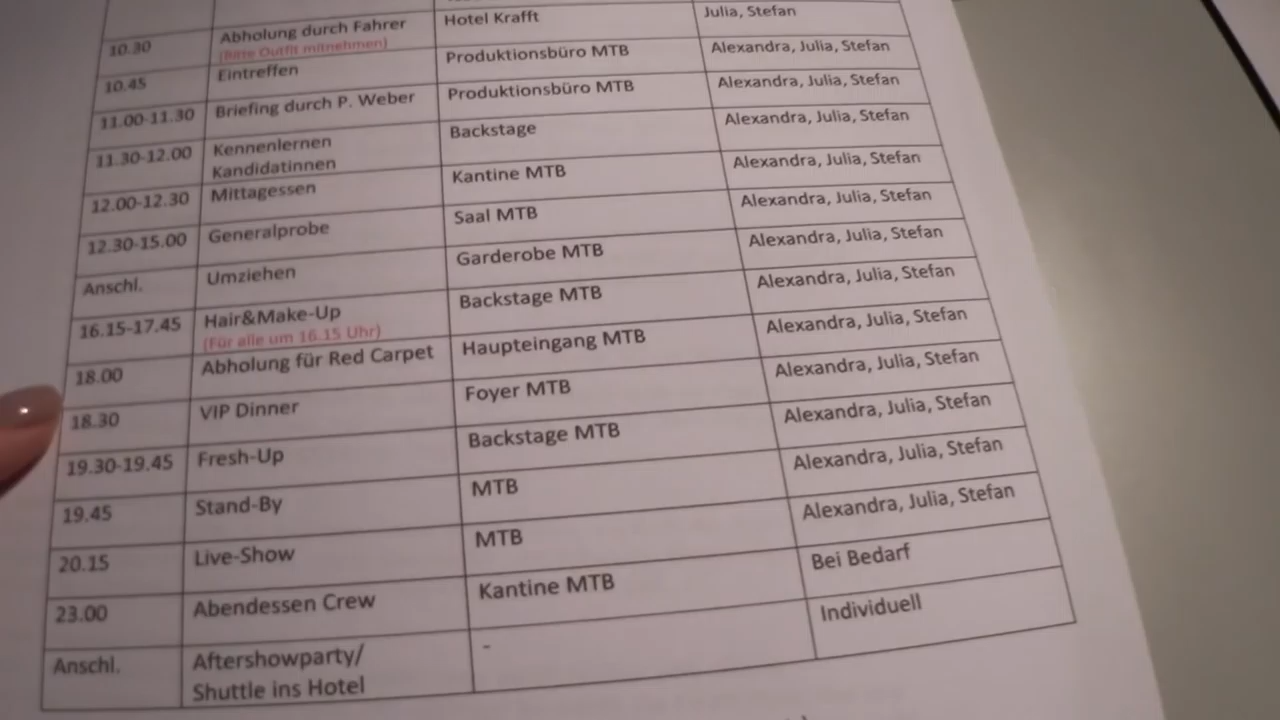 10.30 Abholung durch Fahrer Hotel Krafft Julia, Stefan
(Bitte Outfit mitnehmen)
10.45 Eintreffen Produktionsbüro MTB Alexandra, Julia, Stefan
11.00-11.30 Briefing durch P. Weber Produktionsbüro MTB Alexandra, Julia, Stefan
11.30-12.00 Kennenlernen Backstage Alexandra, Julia, Stefan
Kandidatinnen
12.00-12.30 Mittagessen Kantine MTB Alexandra, Julia, Stefan
12.30-15.00 Generalprobe Saal MTB Alexandra, Julia, Stefan
Anschl. Umziehen Garderobe MTB Alexandra, Julia, Stefan
16.15-17.45 Hair&Make-Up Backstage MTB Alexandra, Julia, Stefan
(Für alle um 16.15 Uhr)
18.00 Abholung für Red Carpet Haupteingang MTB Alexandra, Julia, Stefan
18.30 VIP Dinner Foyer MTB Alexandra, Julia, Stefan
19.30-19.45 Fresh-Up Backstage MTB Alexandra, Julia, Stefan
19.45 Stand-By MTB Alexandra, Julia, Stefan
20.15 Live-Show MTB Alexandra, Julia, Stefan
23.00 Abendessen Crew Kantine MTB Bei Bedarf
Anschl. Aftershowparty/ - Individuell
Shuttle ins Hotel